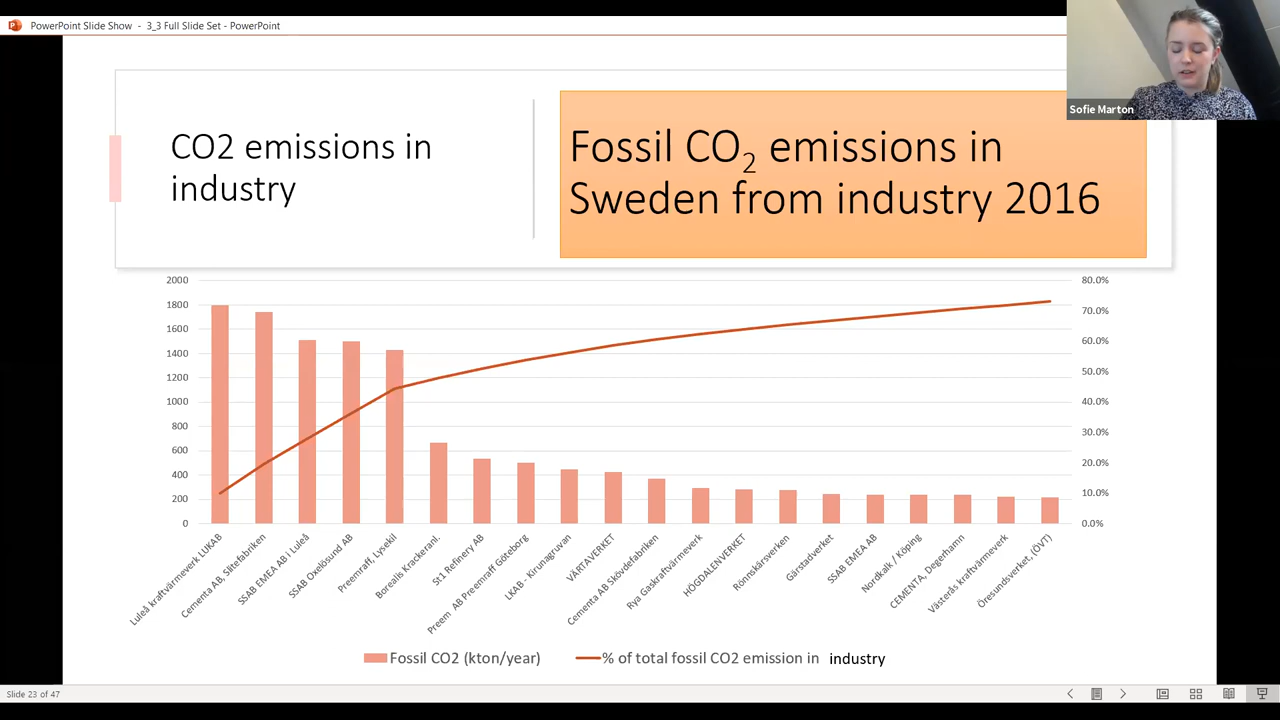 PowerPoint Slide Show - 3_3 Full Slide Set - PowerPoint
Sofie Marton
CO2 emissions in
industry
Fossil CO2 emissions in
Sweden from industry 2016
2000
1800
1600
1400
1200
1000
800
600
400
200
0
80.0%
70.0%
60.0%
50.0%
40.0%
30.0%
20.0%
10.0%
0.0%
Luleå kraftvärmeverk LUKAB
Cementa AB, Slitefabriken
SSAB EMEA AB i Luleå
SSAB Oxelösund AB
Preemraff, Lysekil
Borealis Krackeranl.
St1 Refinery AB
Preem AB Preemraff Göteborg
LKAB - Kirunagruvan
VÄRTAVERKET
Cementa AB Skövdefabriken
Rya Gaskraftvärmeverk
HÖGDALENVERKET
Rönnskärsverken
Gärstadverket
SSAB EMEA AB
Nordkalk / Köping
CEMENTA, Degerhamn
Västerås kraftvärmeverk
Öresundsverket, (ÖVT)
Fossil CO2 (kton/year)
% of total fossil CO2 emission in industry
Slide 23 of 47